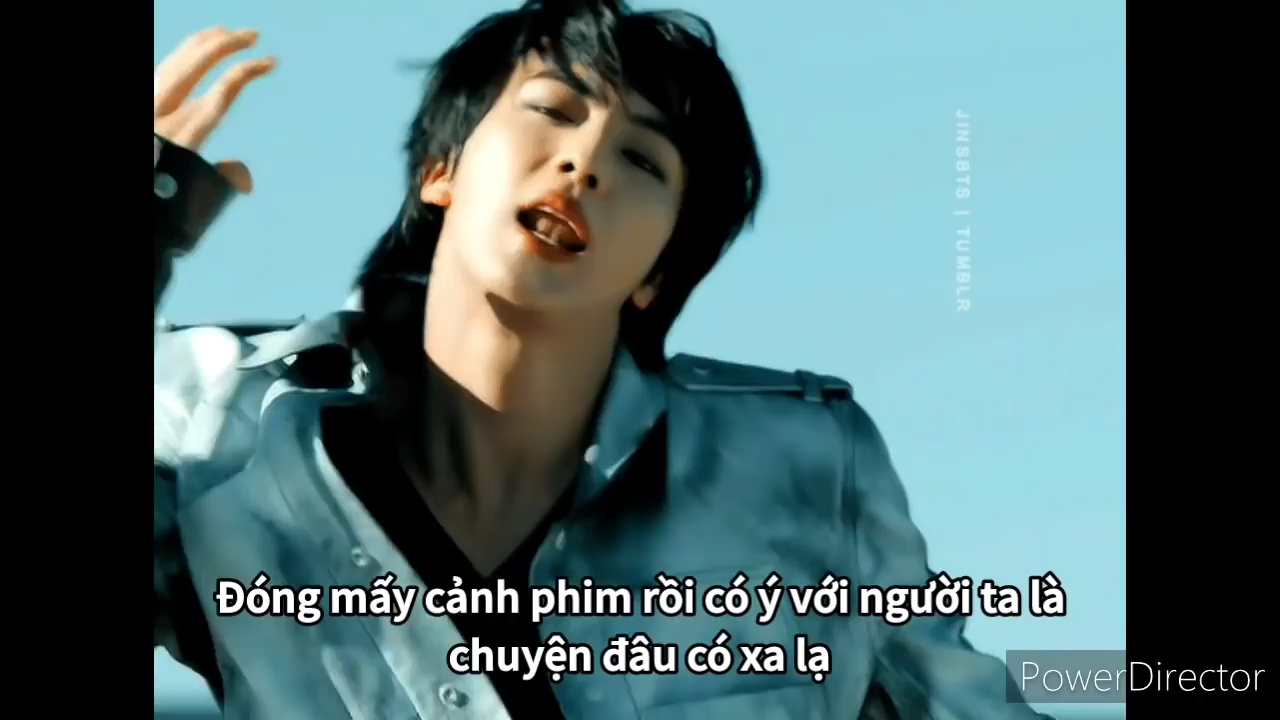 JINSBTS | TUMBLR
Đóng mấy cảnh phim rồi có ý với người ta là
chuyện đâu có xa lạ
PowerDirector